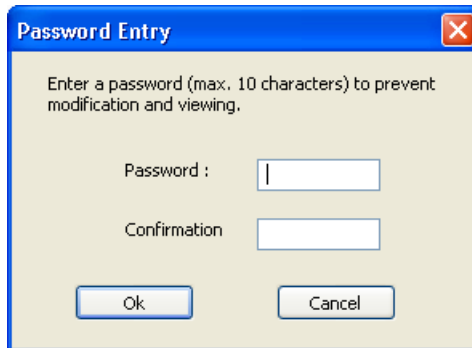 Password Entry
Enter a password (max. 10 characters) to prevent
modification and viewing.
Password :
Confirmation
Ok
Cancel